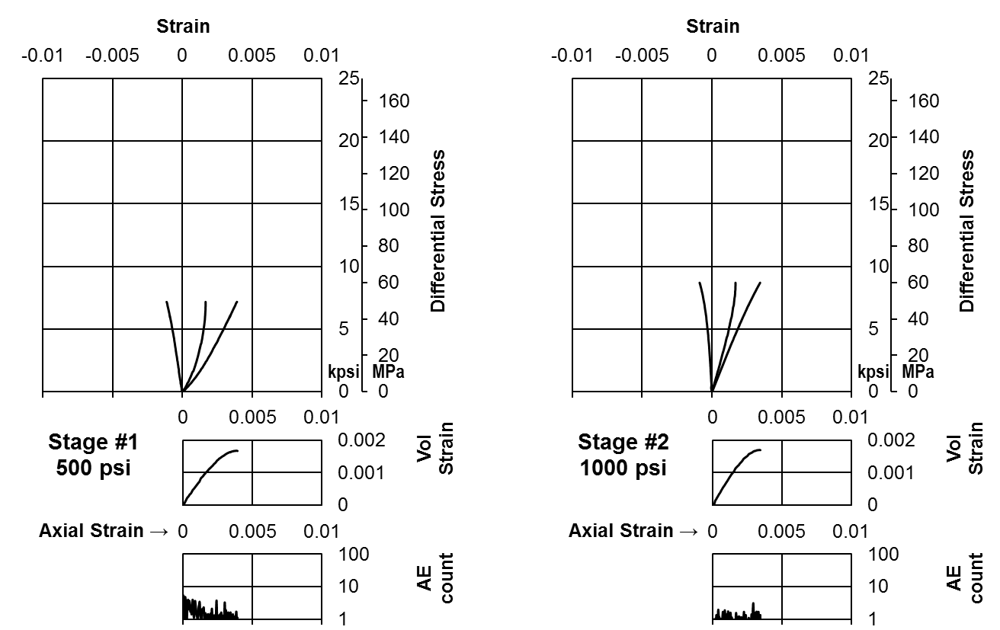 Strain
-0.01 -0.005 0 0.005 0.01
25
160
20
140
120
15
100
80
10
60
40
5
20
kpsi MPa
0 0
Differential Stress
0 0.005 0.01
Stage #1
500 psi
0.002
0.001
0
Vol
Strain
Axial Strain → 0 0.005 0.01
100
10
1
AE
count
Strain
-0.01 -0.005 0 0.005 0.01
25
160
20
140
120
15
100
80
10
60
40
5
20
kpsi MPa
0 0
Differential Stress
0 0.005 0.01
Stage #2
1000 psi
0.002
0.001
0
Vol
Strain
Axial Strain → 0 0.005 0.01
100
10
1
AE
count